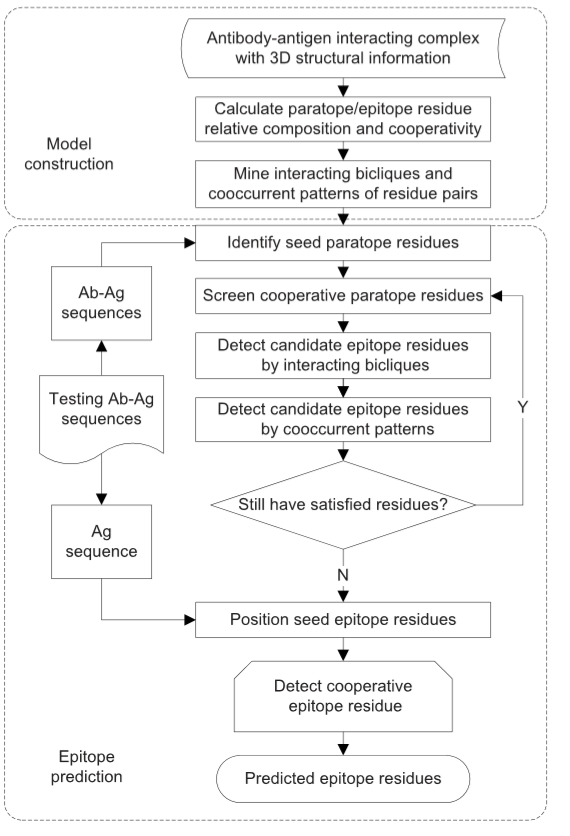 Antibody-antigen interacting complex
with 3D structural information
Calculate paratope/epitope residue
relative composition and cooperativity
Model
construction
Mine interacting bicliques and
cooccurrent patterns of residue pairs
Identify seed paratope residues
Ab-Ag
sequences
Screen cooperative paratope residues
Detect candidate epitope residues
by interacting bicliques
Testing Ab-Ag
sequences
Detect candidate epitope residues
by cooccurrent patterns
Y
Still have satisfied residues?
Ag
sequence
N
Position seed epitope residues
Detect cooperative
epitope residue
Epitope
prediction
Predicted epitope residues